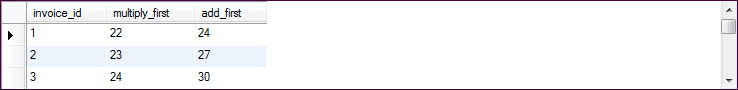 invoice_id multiply_first add_first
1 22 24
2 23 27
3 24 30